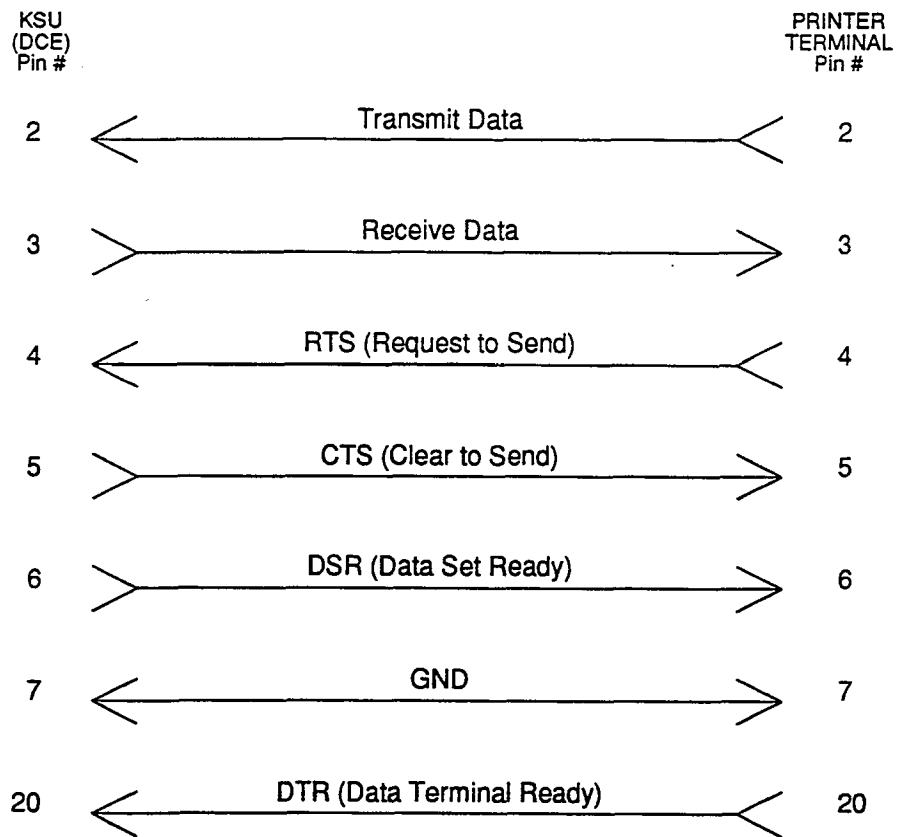 KSU
(DCE)
Pin #
PRINTER
TERMINAL
Pin #
2 Transmit Data 2
3 Receive Data 3
4 RTS (Request to Send) 4
5 CTS (Clear to Send) 5
6 DSR (Data Set Ready) 6
7 GND 7
20 DTR (Data Terminal Ready) 20